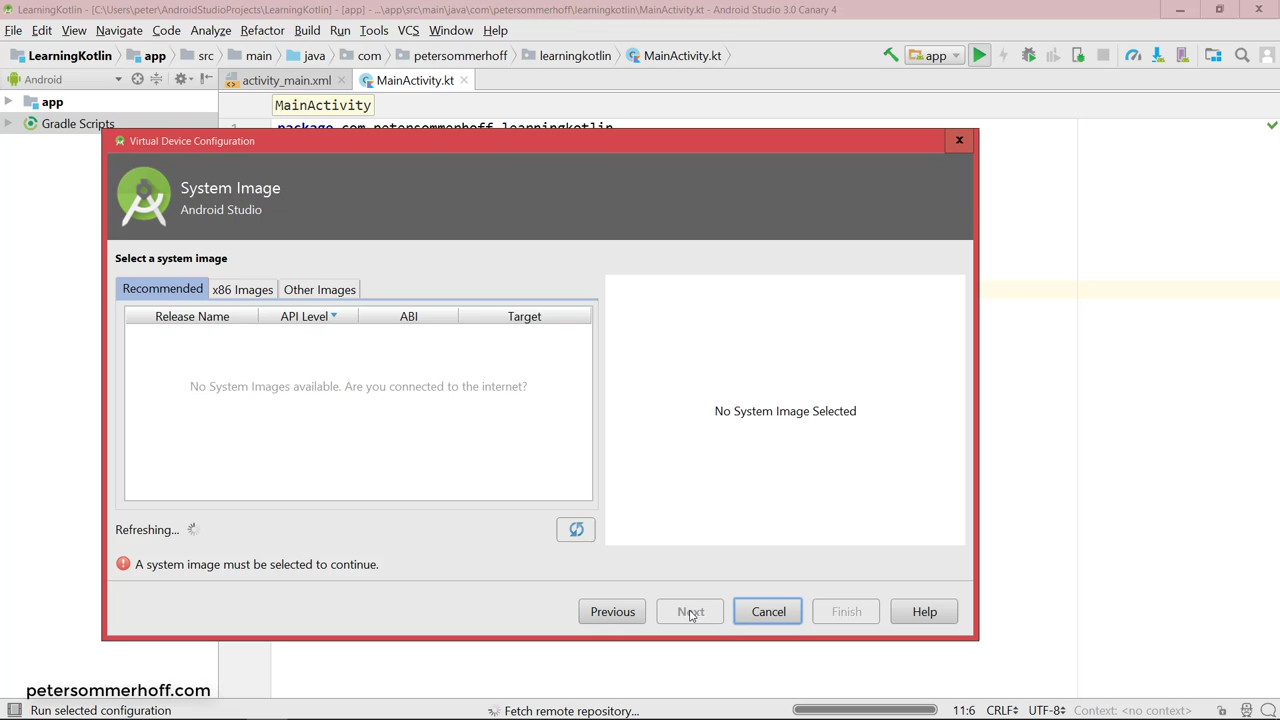 LearningKotlin - [C:\Users\peter\AndroidStudioProjects\LearningKotlin] - [app] - ...\app\src\main\java\com\petersommerhoff\learningkotlin\MainActivity.kt - Android Studio 3.0 Canary 4
File Edit View Navigate Code Analyze Refactor Build Run Tools VCS Window Help
LearningKotlin app src main java com petersommerhoff learningkotlin MainActivity.kt app
Android activity_main.xml MainActivity.kt
app MainActivity
Gradle Scripts 1 package com.petersommerhoff.learningkotlin
Virtual Device Configuration x
System Image
Android Studio
Select a system image
Recommended x86 Images Other Images
Release Name API Level ABI Target
No System Images available. Are you connected to the internet?
No System Image Selected
Refreshing...
A system image must be selected to continue.
Previous Next Cancel Finish Help
petersommerhoff.com
Run selected configuration Fetch remote repository... 11:6 CRLF UTF-8 Context: <no context>